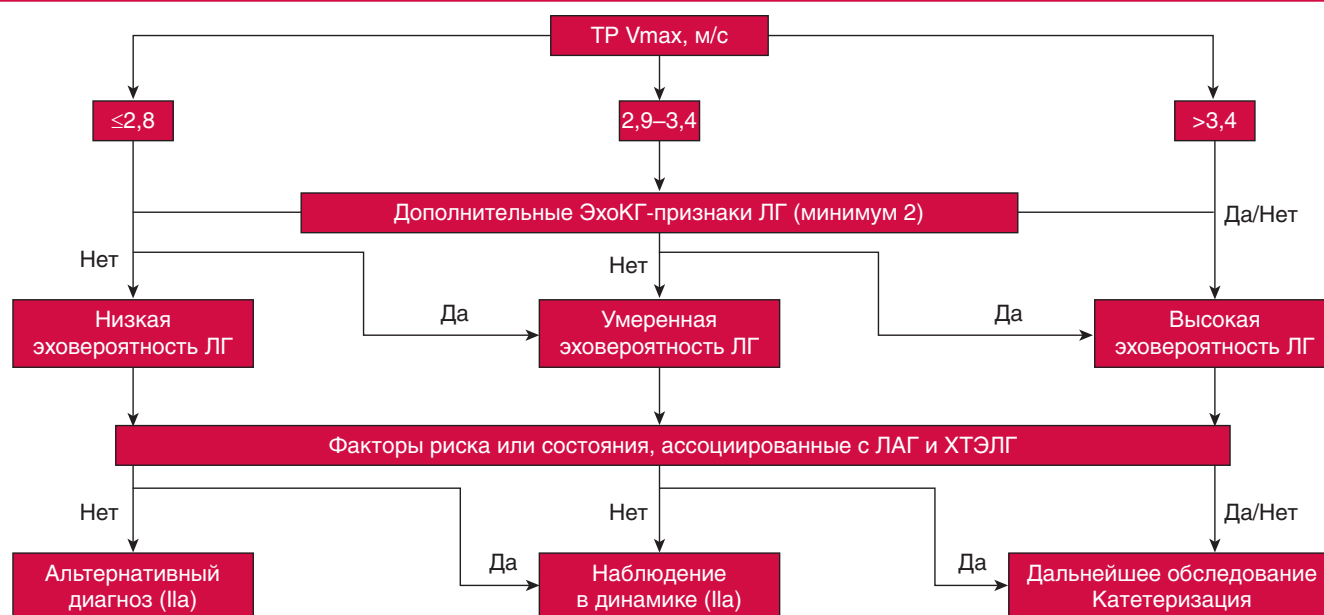 ТР Vmax, м/с
≤2,8
2,9–3,4
>3,4
Дополнительные ЭхоКГ-признаки ЛГ (минимум 2)
Да/Нет
Нет
Нет
Да
Да
Низкая
эховероятность ЛГ
Умеренная
эховероятность ЛГ
Высокая
эховероятность ЛГ
Факторы риска или состояния, ассоциированные с ЛАГ и ХТЭЛГ
Нет
Нет
Да/Нет
Да
Да
Альтернативный
диагноз (IIa)
Наблюдение
в динамике (IIa)
Дальнейшее обследование
Катетеризация